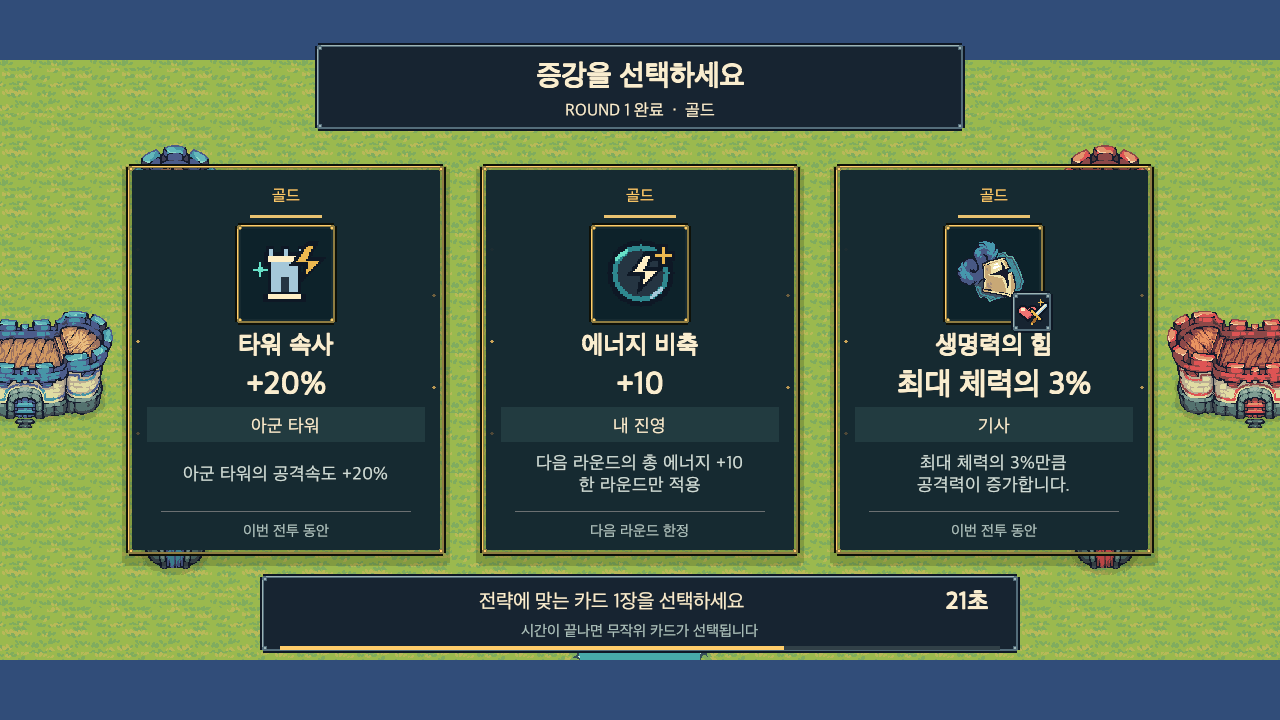 증강을 선택하세요
ROUND 1 완료 · 골드
골드
타워 속사
+20%
아군 타워
아군 타워의 공격속도 +20%
이번 전투 동안
골드
에너지 비축
+10
내 진영
다음 라운드의 총 에너지 +10
한 라운드만 적용
다음 라운드 한정
골드
생명력의 힘
최대 체력의 3%
기사
최대 체력의 3%만큼
공격력이 증가합니다.
이번 전투 동안
전략에 맞는 카드 1장을 선택하세요
21초
시간이 끝나면 무작위 카드가 선택됩니다